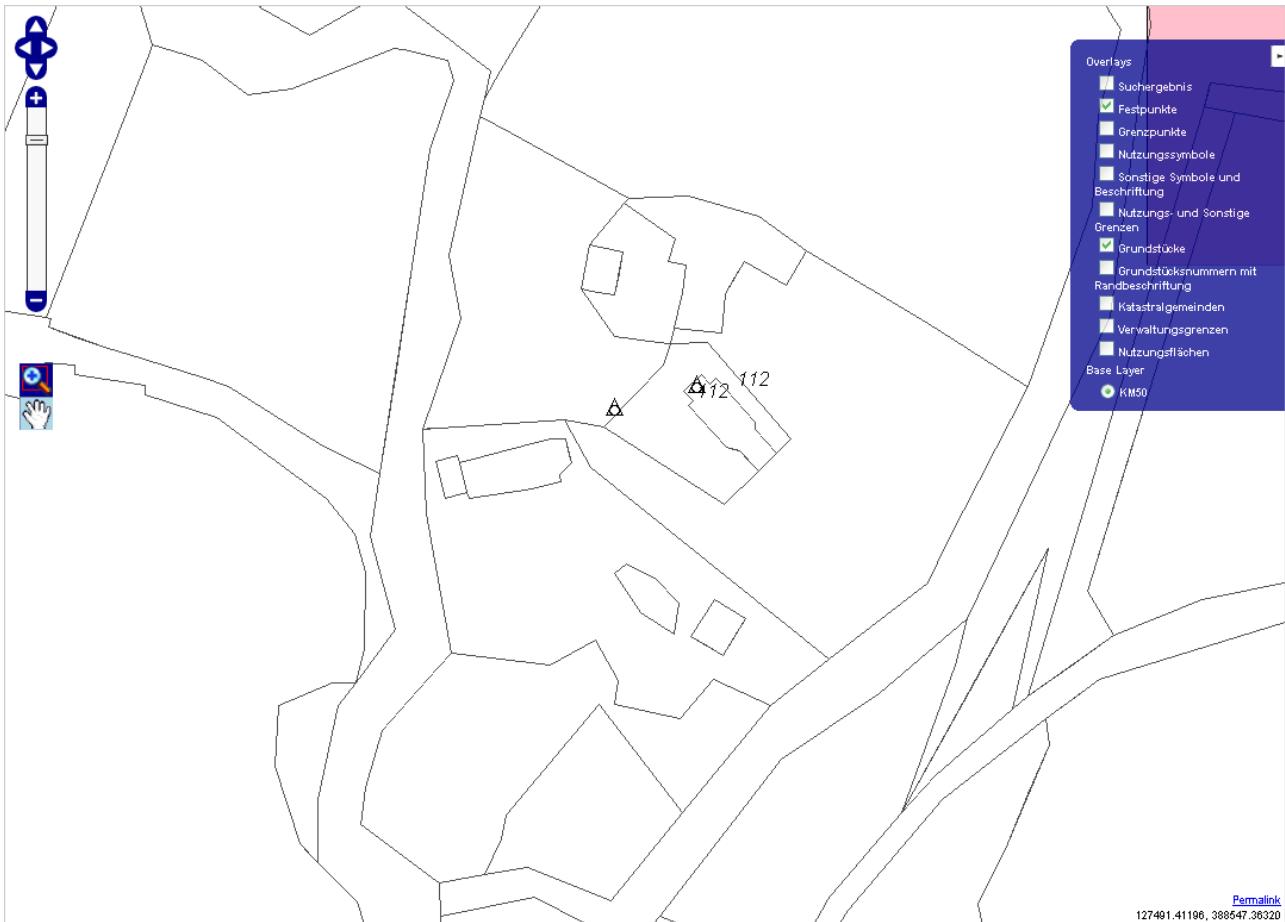 Overlays
Suchergebnis
Festpunkte
Grenzpunkte
Nutzungssymbole
Sonstige Symbole und
Beschriftung
Nutzungs- und Sonstige
Grenzen
Grundstücke
Grundstücksnummern mit
Randbeschriftung
Katastralgemeinden
Verwaltungsgrenzen
Nutzungsflächen
Base Layer
KM50
112
112
Permalink
127491.41196, 388547.36920